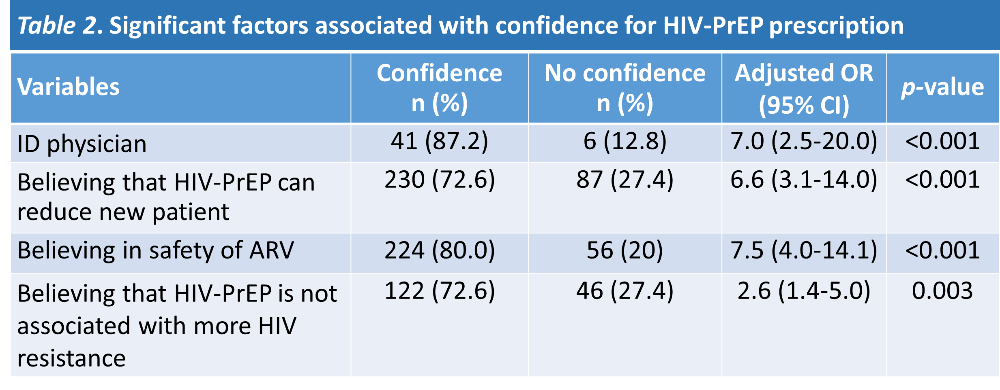 Table 2. Significant factors associated with confidence for HIV-PrEP prescription
Variables
Confidence
n (%)
No confidence
n (%)
Adjusted OR
(95% CI)
p-value
ID physician
41 (87.2)
6 (12.8)
7.0 (2.5-20.0)
<0.001
Believing that HIV-PrEP can
reduce new patient
230 (72.6)
87 (27.4)
6.6 (3.1-14.0)
<0.001
Believing in safety of ARV
224 (80.0)
56 (20)
7.5 (4.0-14.1)
<0.001
Believing that HIV-PrEP is not
associated with more HIV
resistance
122 (72.6)
46 (27.4)
2.6 (1.4-5.0)
0.003